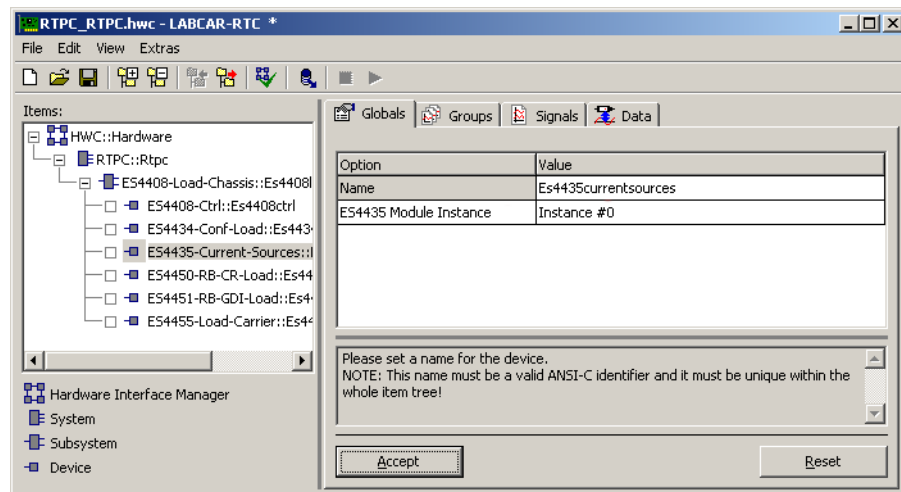 RTPC_RTPC.hwc - LABCAR-RTC *
File Edit View Extras
Items:
HWC::Hardware
RTPC::Rtpc
ES4408-Load-Chassis::Es4408l
ES4408-Ctrl::Es4408ctrl
ES4434-Conf-Load::Es443
ES4435-Current-Sources::
ES4450-RB-CR-Load::Es44
ES4451-RB-GDI-Load::Es4
ES4455-Load-Carrier::Es44
Hardware Interface Manager
System
Subsystem
Device
Globals Groups Signals Data
Option Value
Name Es4435currentsources
ES4435 Module Instance Instance #0
Please set a name for the device.
NOTE: This name must be a valid ANSI-C identifier and it must be unique within the
whole item tree!
Accept Reset